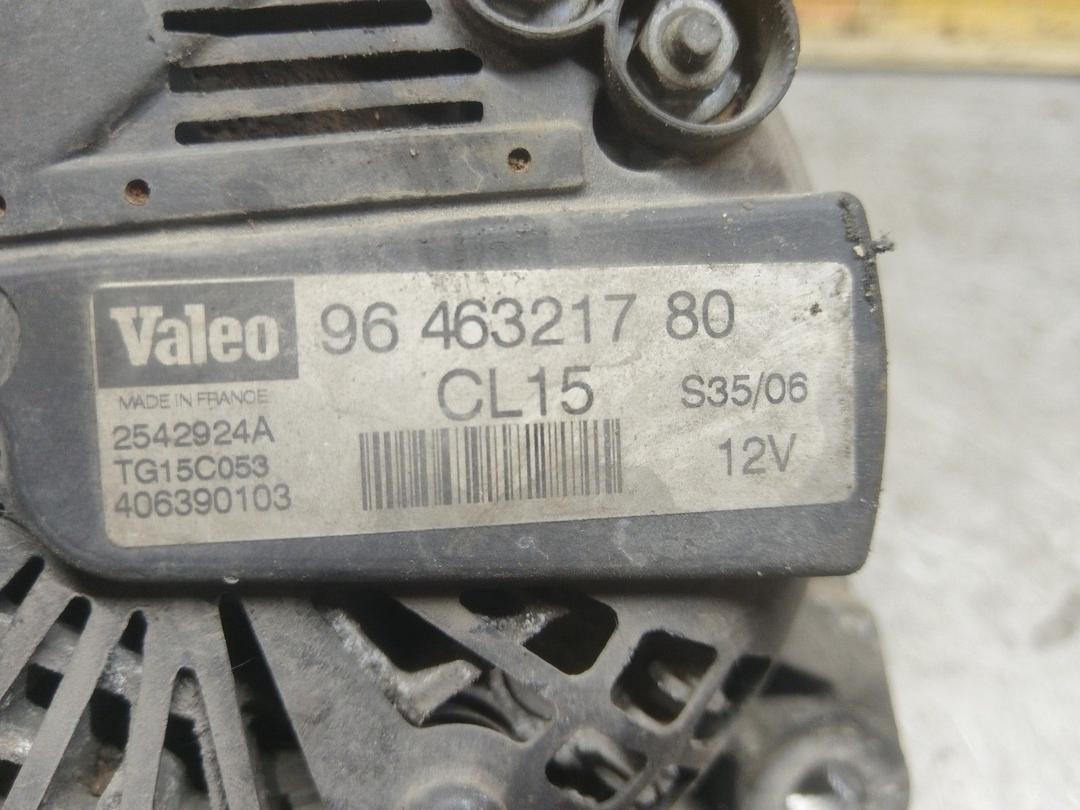 Valeo 96 463217 80
CL15 S35/06
MADE IN FRANCE
2542924A
TG15C053 12V
406390103